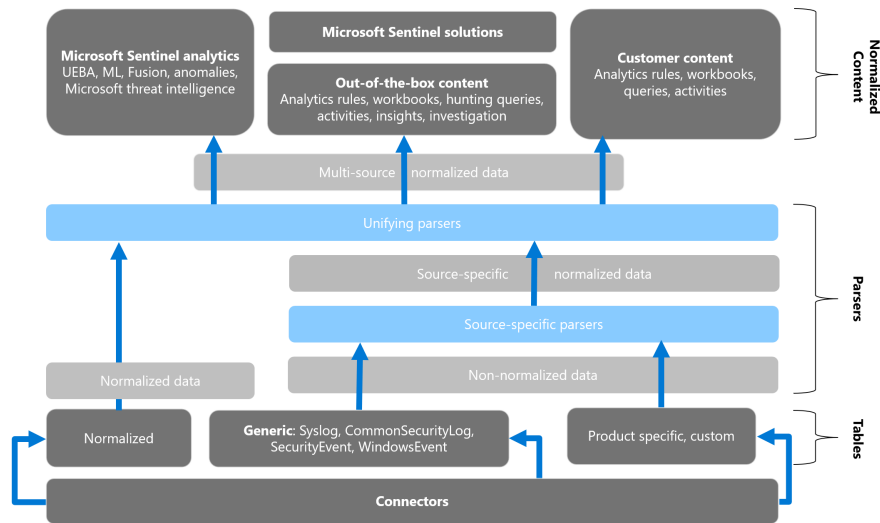 Microsoft Sentinel analytics
UEBA, ML, Fusion, anomalies,
Microsoft threat intelligence
Microsoft Sentinel solutions
Out-of-the-box content
Analytics rules, workbooks, hunting queries,
activities, insights, investigation
Customer content
Analytics rules, workbooks,
queries, activities
Normalized
Content
Multi-source normalized data
Unifying parsers
Source-specific normalized data
Source-specific parsers
Parsers
Normalized data
Non-normalized data
Normalized
Generic: Syslog, CommonSecurityLog,
SecurityEvent, WindowsEvent
Product specific, custom
Tables
Connectors